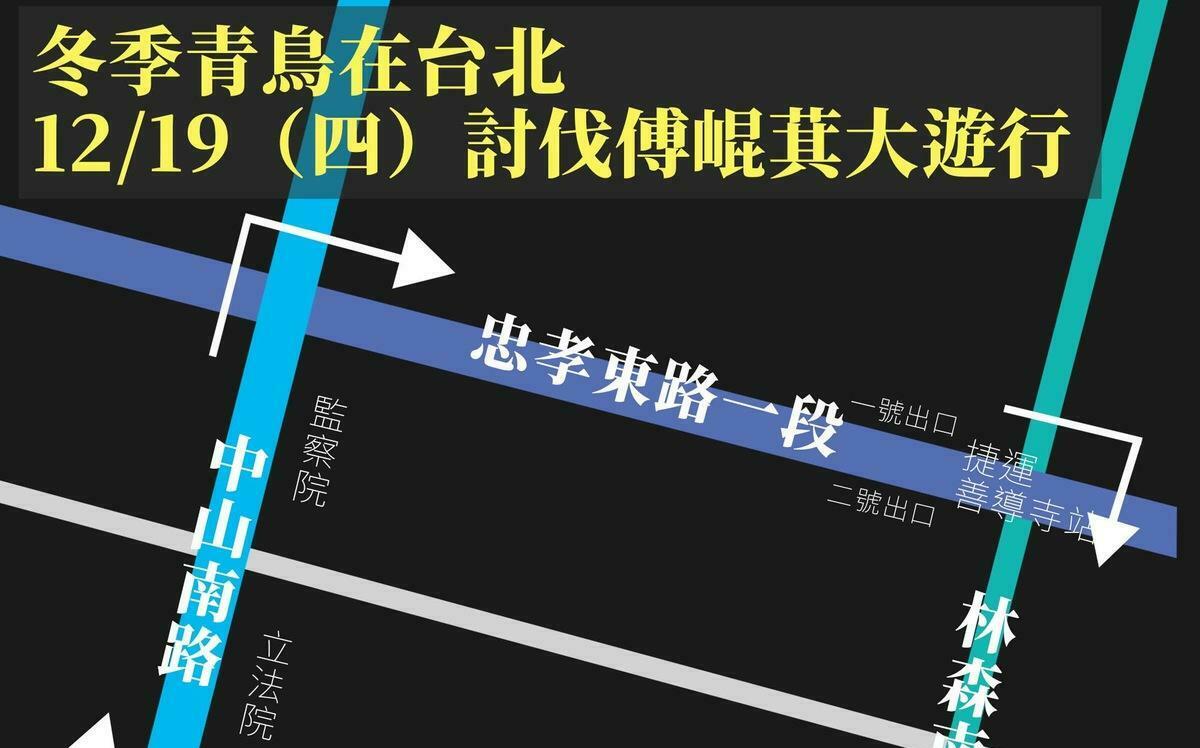 冬季青鳥在台北
12/19（四）討伐傅崐萁大遊行
忠孝東路一段
一號出口
捷運
善導寺站
二號出口
監察院
中山南路
立法院
林森南